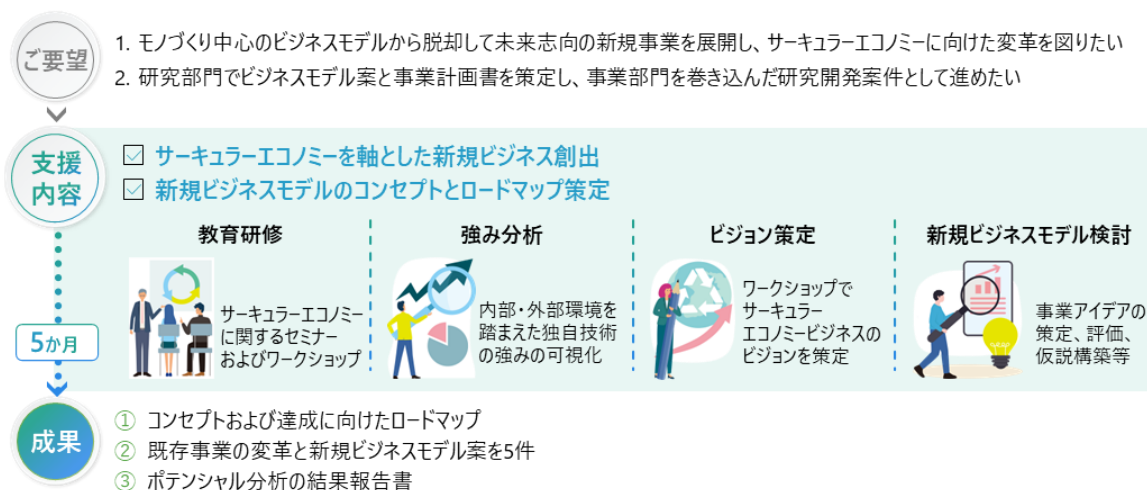 ご要望
1. モノづくり中心のビジネスモデルから脱却して未来志向の新規事業を展開し、サーキュラーエコノミーに向けた変革を図りたい
2. 研究部門でビジネスモデル案と事業計画書を策定し、事業部門を巻き込んだ研究開発案件として進めたい
支援
内容
サーキュラーエコノミーを軸とした新規ビジネス創出
新規ビジネスモデルのコンセプトとロードマップ策定
教育研修
サーキュラーエコノミー
に関するセミナー
およびワークショップ
強み分析
内部・外部環境を
踏まえた独自技術
の強みの可視化
ビジョン策定
ワークショップで
サーキュラー
エコノミービジネスの
ビジョンを策定
新規ビジネスモデル検討
事業アイデアの
策定、評価、
仮説構築等
5か月
成果
① コンセプトおよび達成に向けたロードマップ
② 既存事業の変革と新規ビジネスモデル案を5件
③ ポテンシャル分析の結果報告書